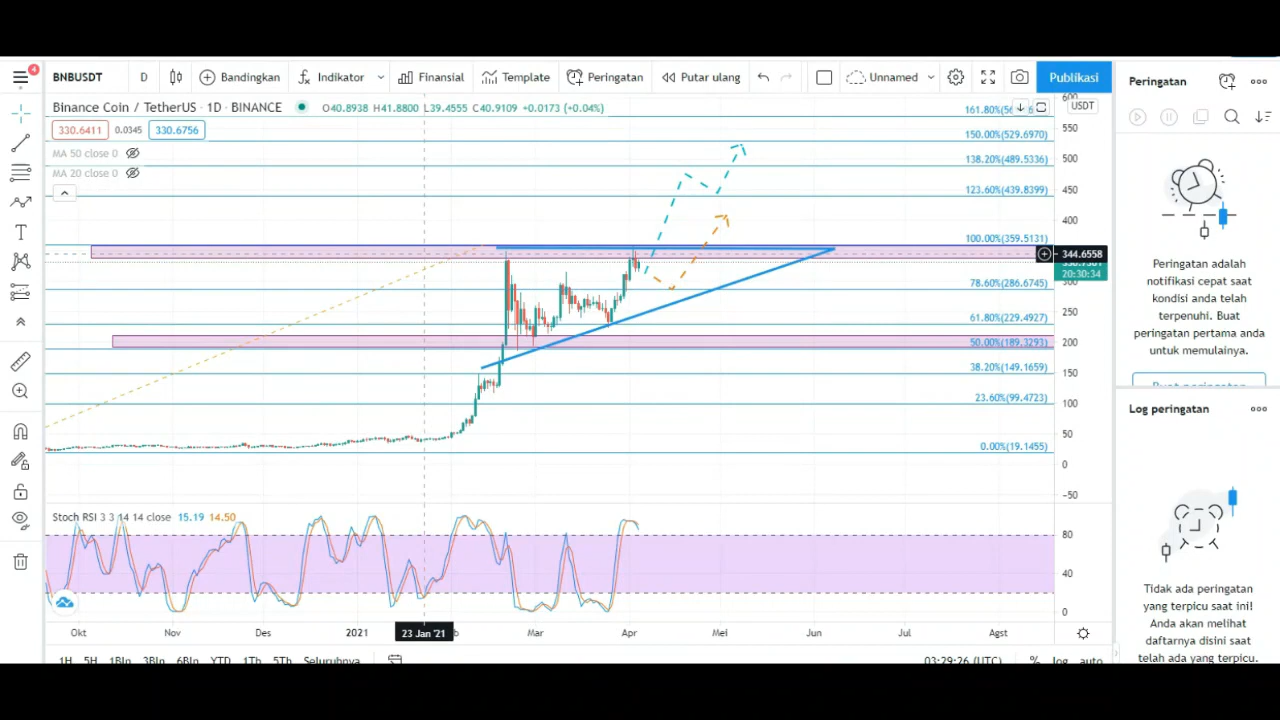 4
BNBUSDT D Bandingkan Indikator Finansial Template Peringatan Putar ulang Unnamed Publikasi
Binance Coin / TetherUS · 1D · BINANCE O40.8938 H41.8800 L39.4555 C40.9109 +0.0173 (+0.04%)
330.6411 0.0345 330.6756
MA 50 close 0
MA 20 close 0
USDT
600
550
500
450
400
344.6558
20:30:34
300
250
200
150
100
50
0
−50
150.00%(529.6970)
138.20%(489.5336)
123.60%(439.8399)
100.00%(359.5131)
78.60%(286.6745)
61.80%(229.4927)
50.00%(189.3293)
38.20%(149.1659)
23.60%(99.4723)
0.00%(19.1455)
Stoch RSI 3 3 14 14 close 15.19 14.50
80
40
0
Okt Nov Des 2021 23 Jan '21 Mar Apr Mei Jun Jul Agst
1H 5H 1Bln 3Bln 6Bln YTD 1Th 5Th Seluruhnya 03:29:26 (UTC) % log auto
Peringatan
Peringatan adalah
notifikasi cepat saat
kondisi anda telah
terpenuhi. Buat
peringatan pertama anda
untuk memulainya.
Buat peringatan
Log peringatan
Tidak ada peringatan
yang terpicu saat ini!
Anda akan melihat
daftarnya disini saat
telah ada yang terpicu.